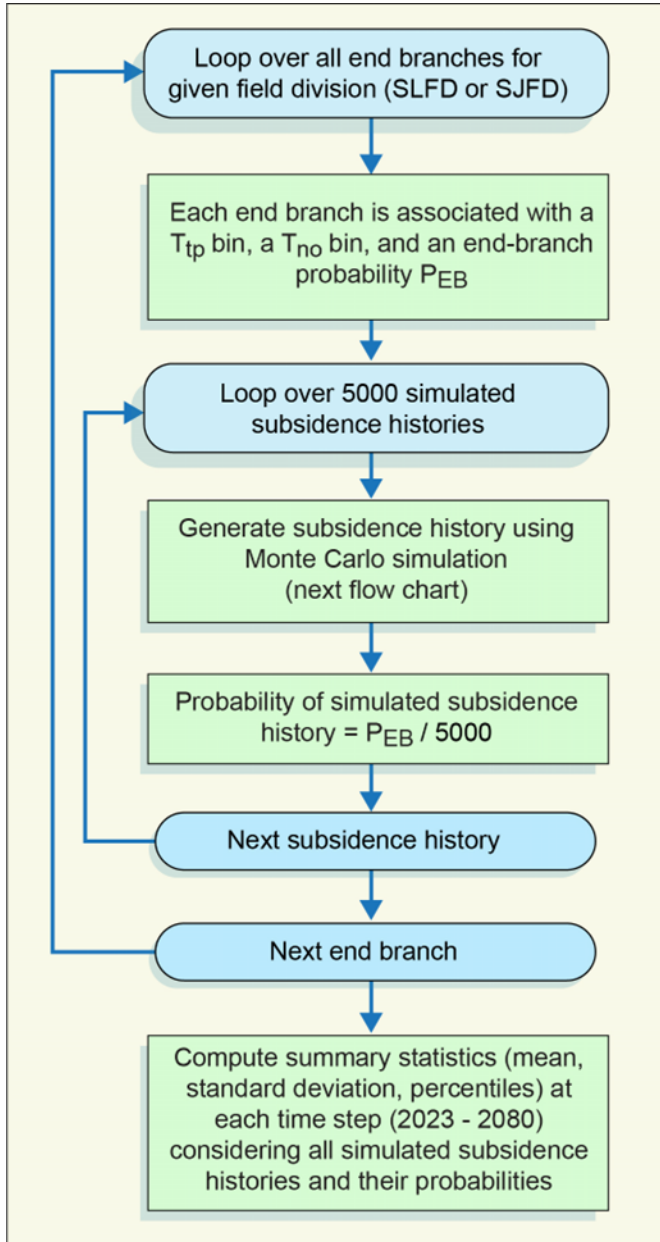 Loop over all end branches for
given field division (SLFD or SJFD)
Each end branch is associated with a
Ttp bin, a Tno bin, and an end-branch
probability PEB
Loop over 5000 simulated
subsidence histories
Generate subsidence history using
Monte Carlo simulation
(next flow chart)
Probability of simulated subsidence
history = PEB / 5000
Next subsidence history
Next end branch
Compute summary statistics (mean,
standard deviation, percentiles) at
each time step (2023 - 2080)
considering all simulated subsidence
histories and their probabilities